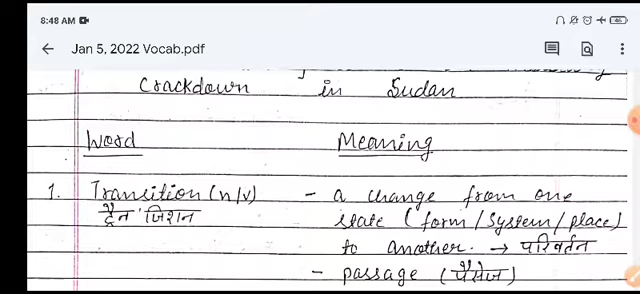 8:48 AM
Jan 5, 2022 Vocab.pdf
Crackdown in Sudan
Word Meaning
1. Transition (n/v) - a change from one
ट्रैन'जिशन state (form/system/place)
to another. → परिवर्तन
- passage (पैसेज)